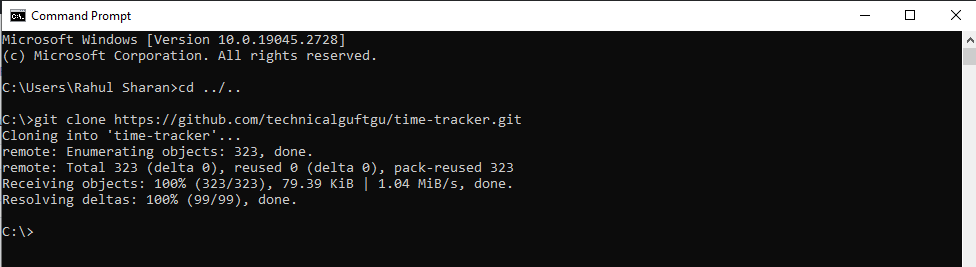 Command Prompt
Microsoft Windows [Version 10.0.19045.2728]
(c) Microsoft Corporation. All rights reserved.
C:\Users\Rahul Sharan>cd ../..
C:\>git clone https://github.com/technicalguftgu/time-tracker.git
Cloning into 'time-tracker'...
remote: Enumerating objects: 323, done.
remote: Total 323 (delta 0), reused 0 (delta 0), pack-reused 323
Receiving objects: 100% (323/323), 79.39 KiB | 1.04 MiB/s, done.
Resolving deltas: 100% (99/99), done.
C:\>